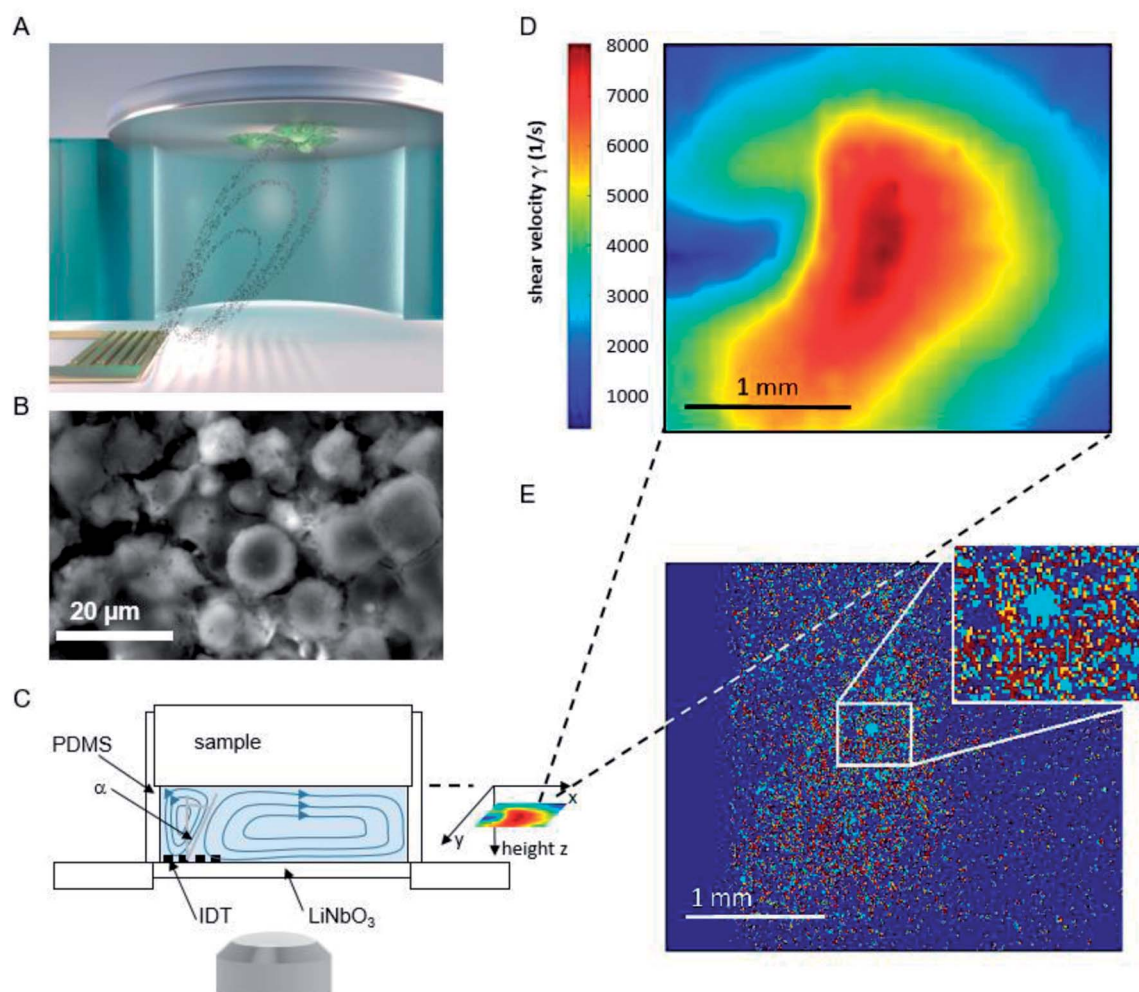 A
B
20 µm
C
PDMS
sample
α
x
y
height z
IDT
LiNbO₃
D
shear velocity γ (1/s)
8000
7000
6000
5000
4000
3000
2000
1000
1 mm
E
1 mm